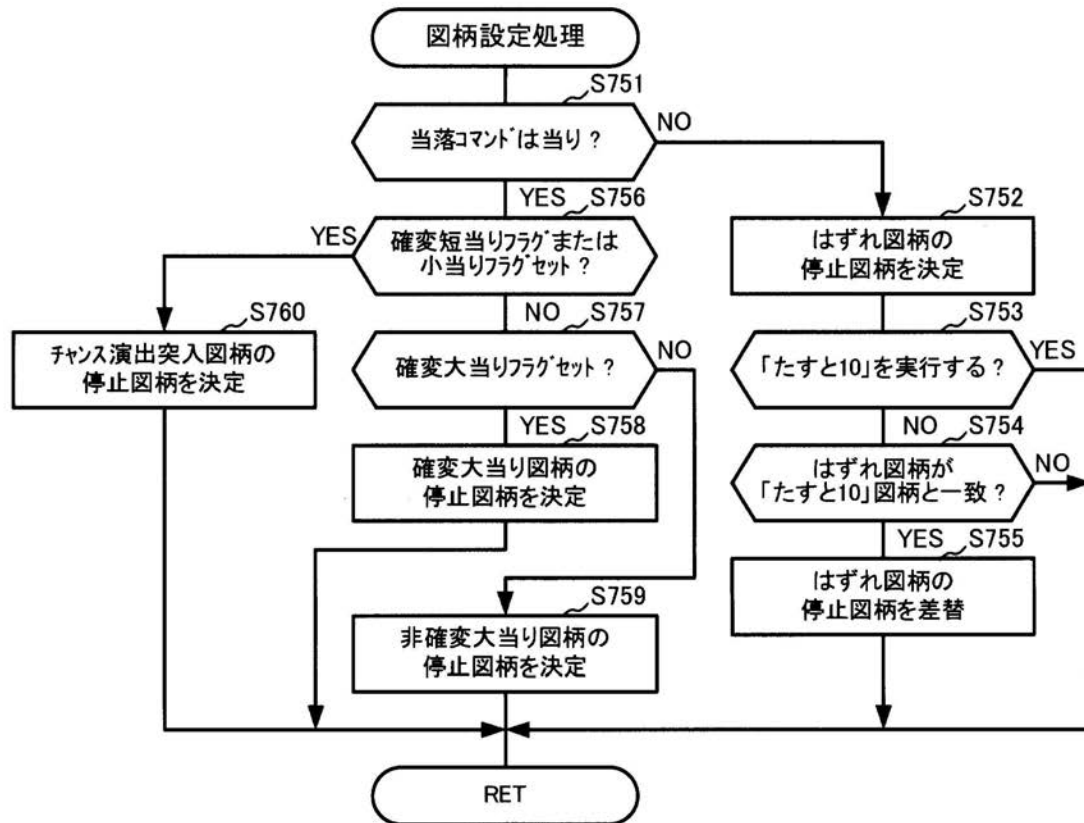 図柄設定処理
S751
当落コマンドは当り?
NO
YES
S756
確変短当りフラグまたは
小当りフラグセット?
YES
NO
S752
はずれ図柄の
停止図柄を決定
S760
チャンス演出突入図柄の
停止図柄を決定
S757
確変大当りフラグセット?
NO
YES
S753
「たすと10」を実行する?
YES
NO
S758
確変大当り図柄の
停止図柄を決定
S754
はずれ図柄が
「たすと10」図柄と一致?
NO
YES
S755
はずれ図柄の
停止図柄を差替
S759
非確変大当り図柄の
停止図柄を決定
RET